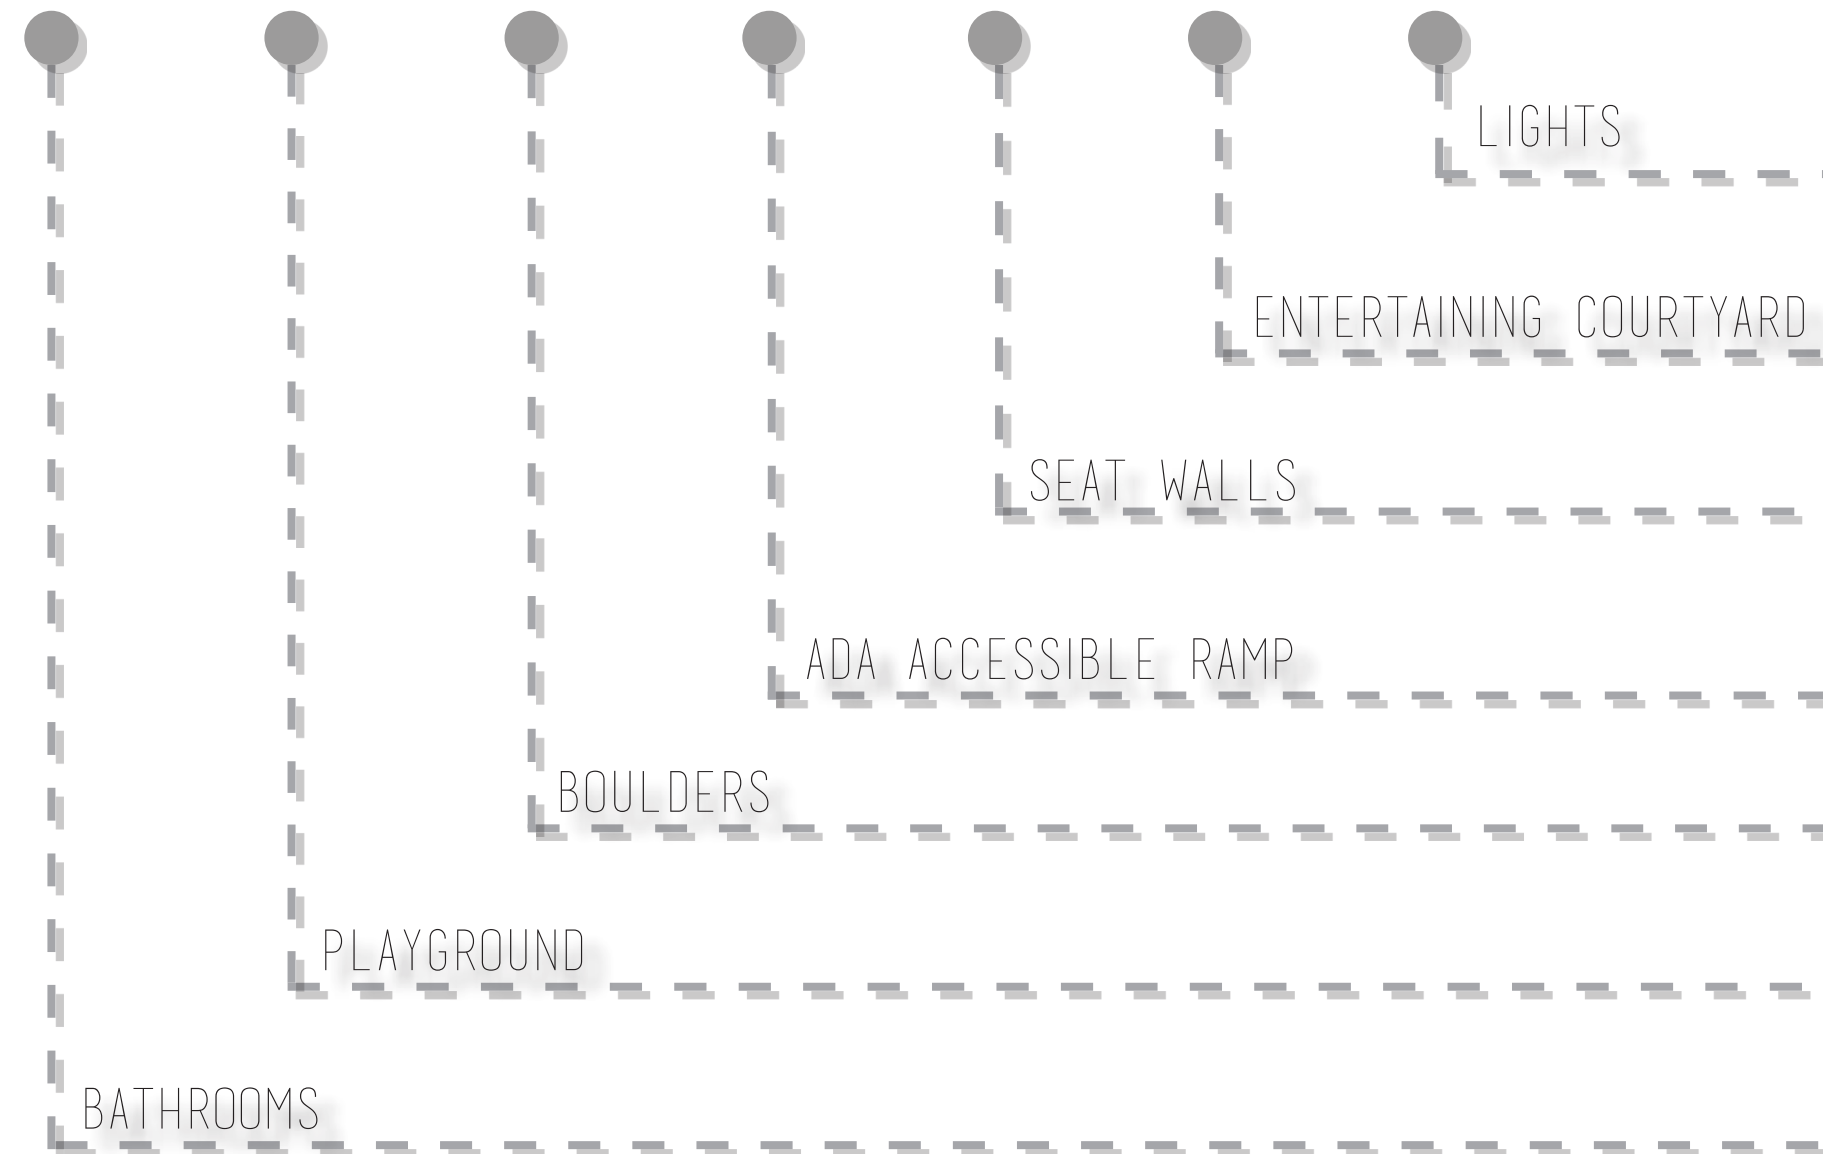 LIGHTS
ENTERTAINING COURTYARD
SEAT WALLS
ADA ACCESSIBLE RAMP
BOULDERS
PLAYGROUND
BATHROOMS